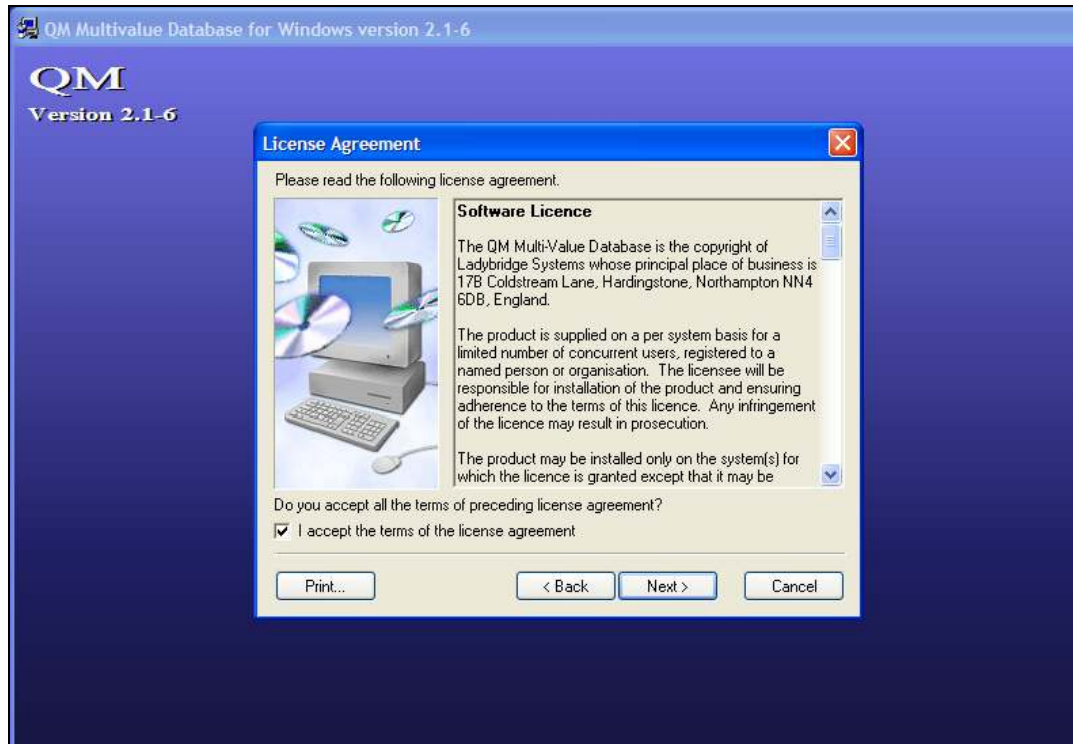 QM Multivalue Database for Windows version 2.1-6
QM
Version 2.1-6
License Agreement
Please read the following license agreement.
Software Licence
The QM Multi-Value Database is the copyright of
Ladybridge Systems whose principal place of business is
17B Coldstream Lane, Hardingstone, Northampton NN4
6DB, England.
The product is supplied on a per system basis for a
limited number of concurrent users, registered to a
named person or organisation.  The licensee will be
responsible for installation of the product and ensuring
adherence to the terms of this licence.  Any infringement
of the licence may result in prosecution.
The product may be installed only on the system(s) for
which the licence is granted except that it may be
Do you accept all the terms of preceding license agreement?
I accept the terms of the license agreement
Print...
< Back
Next >
Cancel